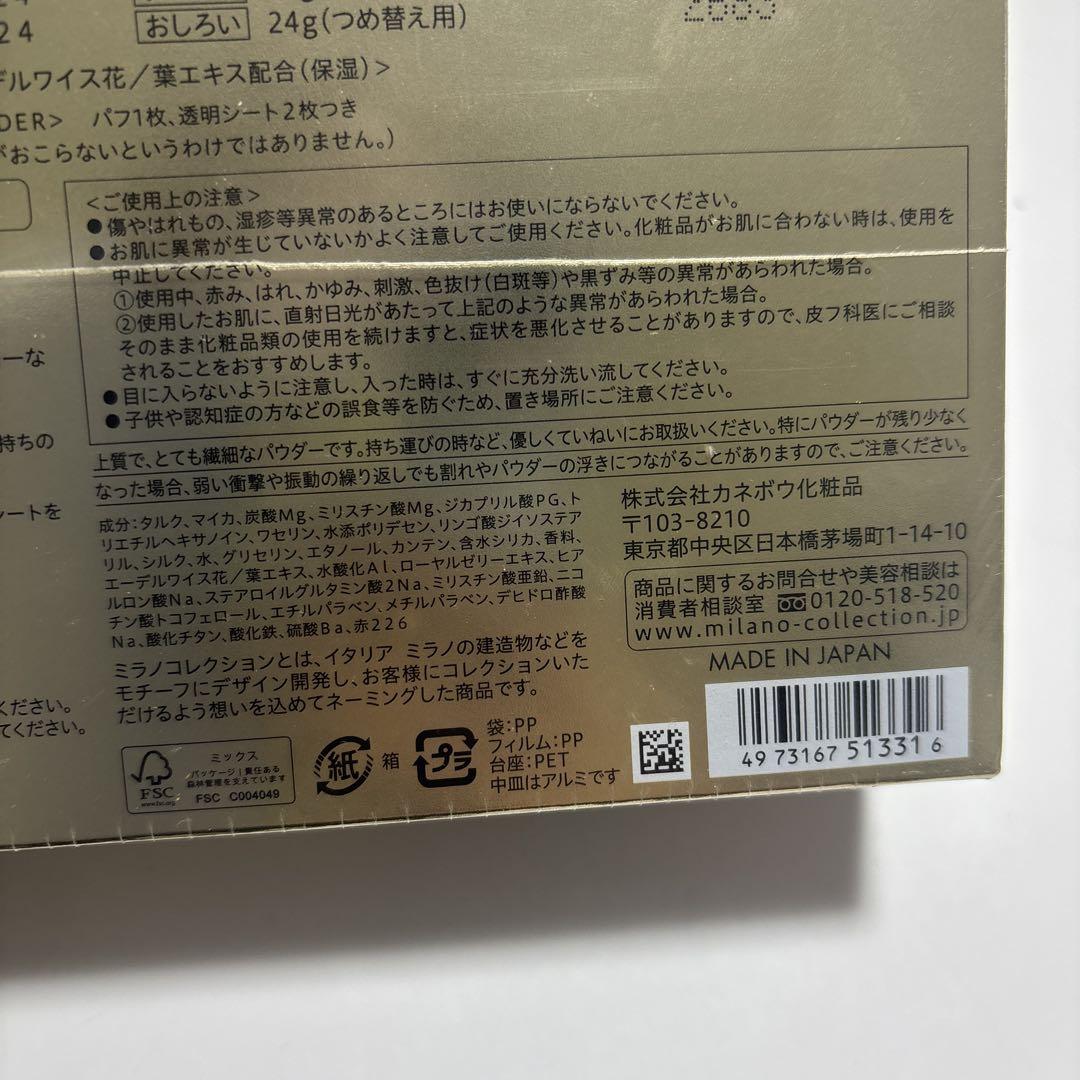 24
おしろい 24g(つめ替え用)
デルワイス花／葉エキス配合(保湿)>
DER> パフ1枚、透明シート2枚つき
がおこらないというわけではありません。)
<ご使用上の注意>
●傷やはれもの、湿疹等異常のあるところにはお使いにならないでください。
●お肌に異常が生じていないかよく注意してご使用ください。化粧品がお肌に合わない時は、使用を
中止してください。
①使用中、赤み、はれ、かゆみ、刺激、色抜け(白斑等)や黒ずみ等の異常があらわれた場合。
②使用したお肌に、直射日光があたって上記のような異常があらわれた場合。
そのまま化粧品類の使用を続けますと、症状を悪化させることがありますので、皮フ科医にご相談
されることをおすすめします。
●目に入らないように注意し、入った時は、すぐに充分洗い流してください。
●子供や認知症の方などの誤食等を防ぐため、置き場所にご注意ください。
ーな
持ちの
シートを
ください。
てください。
上質で、とても繊細なパウダーです。持ち運びの時など、優しくていねいにお取扱いください。特にパウダーが残り少なく
なった場合、弱い衝撃や振動の繰り返しでも割れやパウダーの浮きにつながることがありますので、ご注意ください。
成分:タルク、マイカ、炭酸Mg、ミリスチン酸Mg、ジカプリル酸PG、ト
リエチルヘキサノイン、ワセリン、水添ポリデセン、リンゴ酸ジイソステア
リル、シルク、水、グリセリン、エタノール、カンテン、含水シリカ、香料、
エーデルワイス花／葉エキス、水酸化Al、ローヤルゼリーエキス、ヒア
ルロン酸Na、ステアロイルグルタミン酸2Na、ミリスチン酸亜鉛、ニコ
チン酸トコフェロール、エチルパラベン、メチルパラベン、デヒドロ酢酸
Na、酸化チタン、酸化鉄、硫酸Ba、赤226
ミラノコレクションとは、イタリア ミラノの建造物などを
モチーフにデザイン開発し、お客様にコレクションいた
だけるよう想いを込めてネーミングした商品です。
株式会社カネボウ化粧品
〒103-8210
東京都中央区日本橋茅場町1-14-10
商品に関するお問合せや美容相談は
消費者相談室 0120-518-520
www.milano-collection.jp
MADE IN JAPAN
4973167513316
FSC
www.fsc.org
ミックス
パッケージ|責任ある
森林管理を支えています
FSC C004049
紙 箱
プラ
袋:PP
フィルム:PP
台座:PET
中皿はアルミです